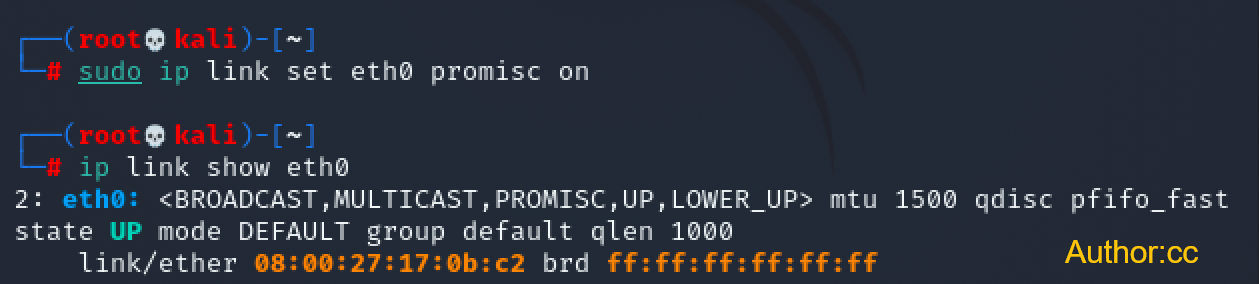 ┌──(root💀kali)-[~]
└─# sudo ip link set eth0 promisc on
┌──(root💀kali)-[~]
└─# ip link show eth0
2: eth0: <BROADCAST,MULTICAST,PROMISC,UP,LOWER_UP> mtu 1500 qdisc pfifo_fast
state UP mode DEFAULT group default qlen 1000
link/ether 08:00:27:17:0b:c2 brd ff:ff:ff:ff:ff:ff
Author:cc